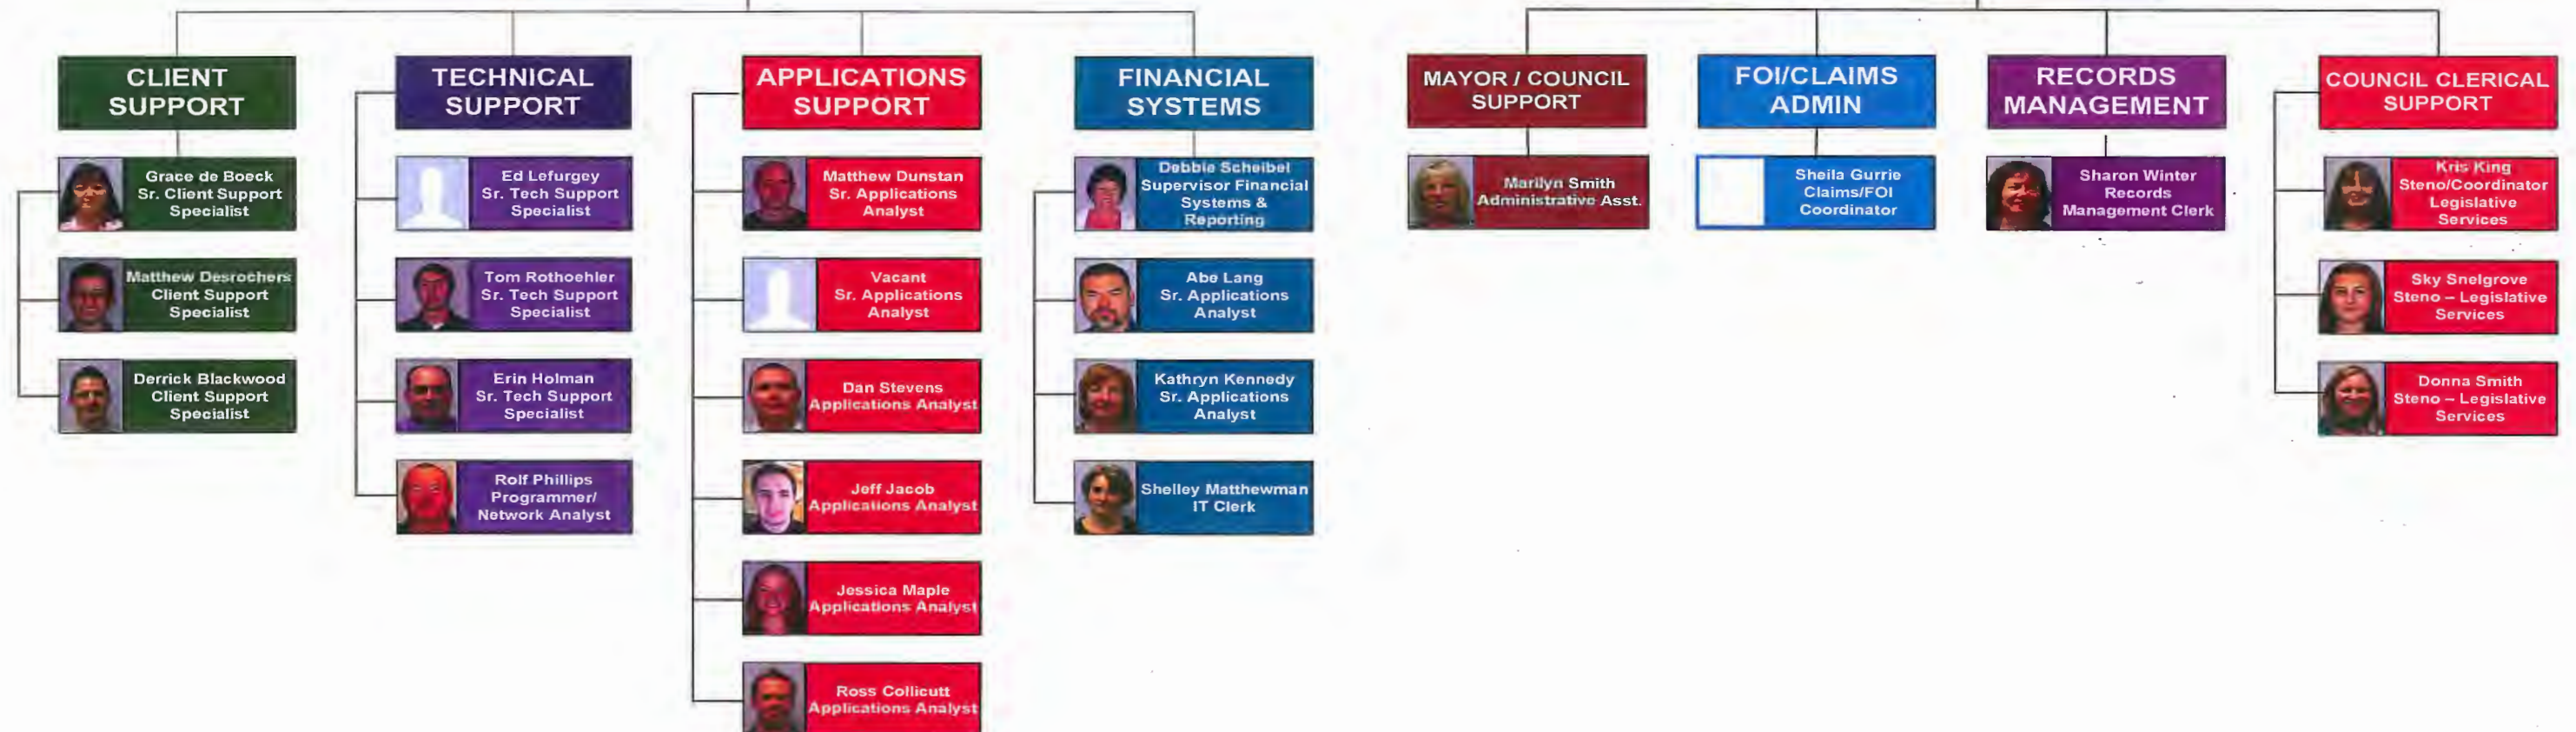 CLIENT
SUPPORT
Grace de Boeck
Sr. Client Support
Specialist
Matthew Desrochers
Client Support
Specialist
Derrick Blackwood
Client Support
Specialist
TECHNICAL
SUPPORT
Ed Lefurgey
Sr. Tech Support
Specialist
Tom Rothoehler
Sr. Tech Support
Specialist
Erin Holman
Sr. Tech Support
Specialist
Rolf Phillips
Programmer/
Network Analyst
APPLICATIONS
SUPPORT
Matthew Dunstan
Sr. Applications
Analyst
Vacant
Sr. Applications
Analyst
Dan Stevens
Applications Analyst
Jeff Jacob
Applications Analyst
Jessica Maple
Applications Analyst
Ross Collicutt
Applications Analyst
FINANCIAL
SYSTEMS
Debbie Scheibel
Supervisor Financial
Systems &
Reporting
Abe Lang
Sr. Applications
Analyst
Kathryn Kennedy
Sr. Applications
Analyst
Shelley Matthewman
IT Clerk
MAYOR / COUNCIL
SUPPORT
Marilyn Smith
Administrative Asst.
FOI/CLAIMS
ADMIN
Sheila Gurrie
Claims/FOI
Coordinator
RECORDS
MANAGEMENT
Sharon Winter
Records
Management Clerk
COUNCIL CLERICAL
SUPPORT
Kris King
Steno/Coordinator
Legislative
Services
Sky Snelgrove
Steno – Legislative
Services
Donna Smith
Steno – Legislative
Services